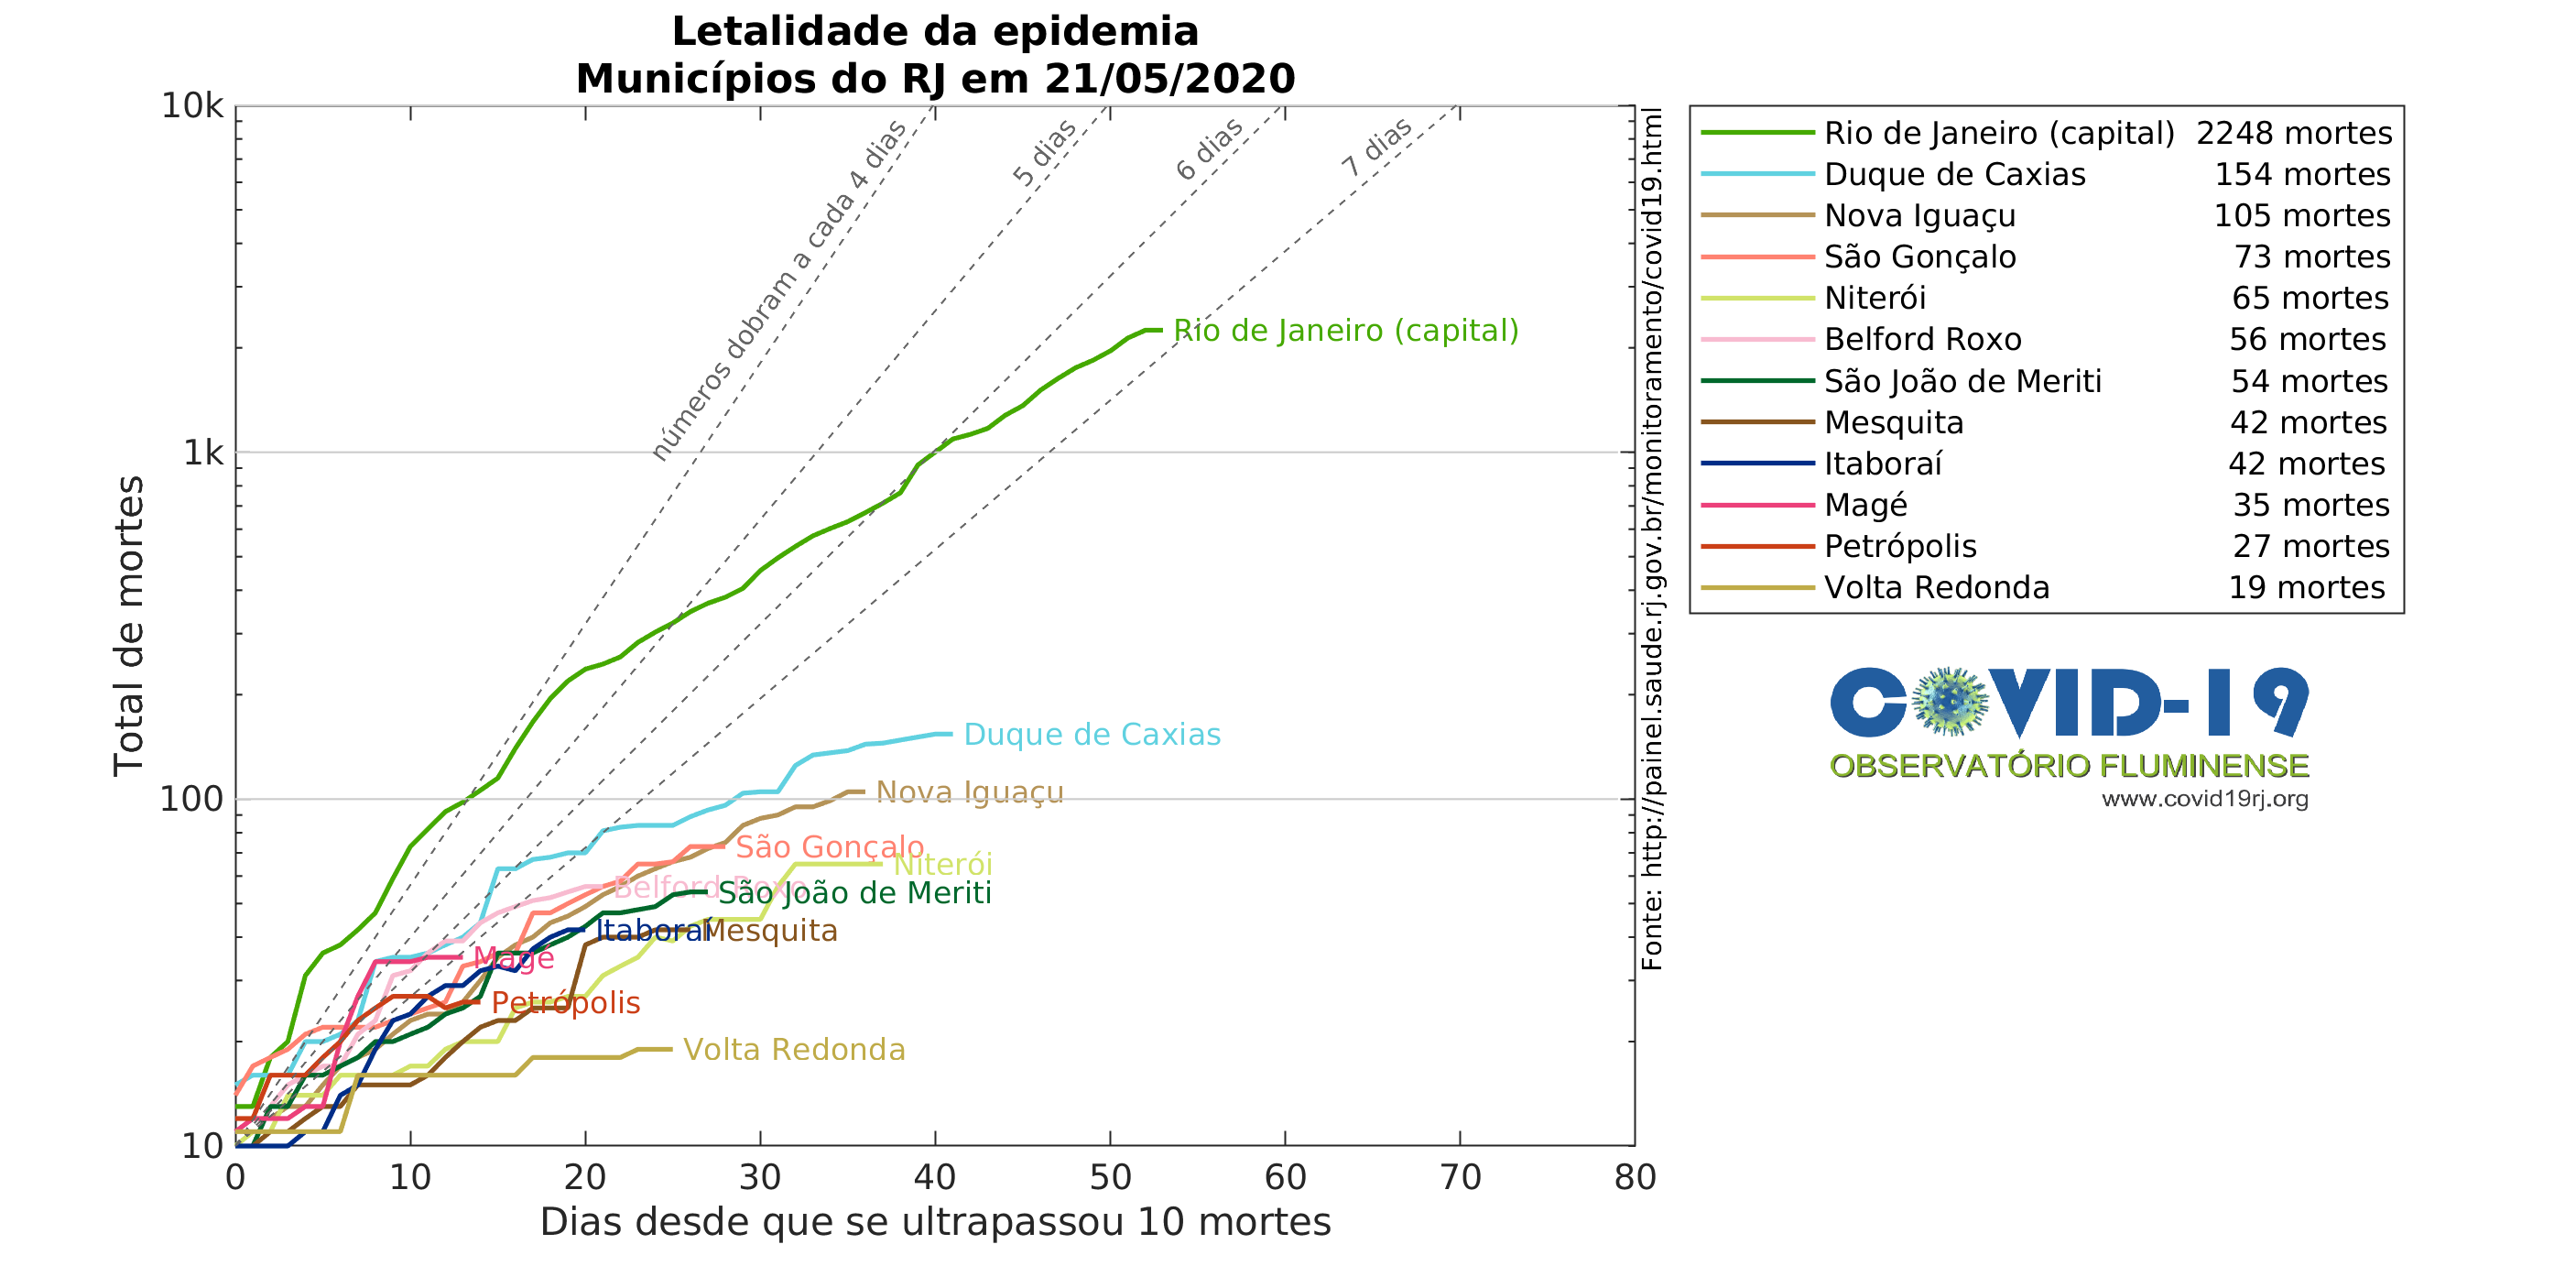 Letalidade da epidemia
Municípios do RJ em 21/05/2020
Total de mortes
10k
1k
100
10
0 10 20 30 40 50 60 70 80
Dias desde que se ultrapassou 10 mortes
números dobram a cada 4 dias
5 dias
6 dias
7 dias
Rio de Janeiro (capital)
Duque de Caxias
Nova Iguaçu
São Gonçalo
Niterói
Belford Roxo
São João de Meriti
Itaboraí
Mesquita
Magé
Petrópolis
Volta Redonda
Fonte: http://painel.saude.rj.gov.br/monitoramento/covid19.html
Rio de Janeiro (capital) 2248 mortes
Duque de Caxias 154 mortes
Nova Iguaçu 105 mortes
São Gonçalo 73 mortes
Niterói 65 mortes
Belford Roxo 56 mortes
São João de Meriti 54 mortes
Mesquita 42 mortes
Itaboraí 42 mortes
Magé 35 mortes
Petrópolis 27 mortes
Volta Redonda 19 mortes
COVID-19
OBSERVATÓRIO FLUMINENSE
www.covid19rj.org